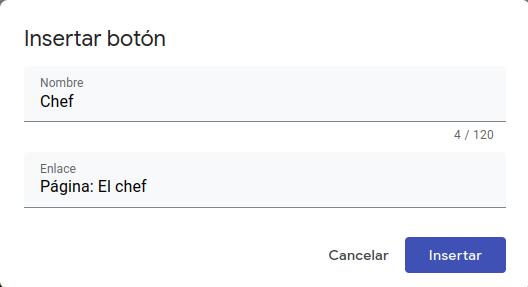 Insertar botón
Nombre
Chef
4 / 120
Enlace
Página: El chef
Cancelar Insertar